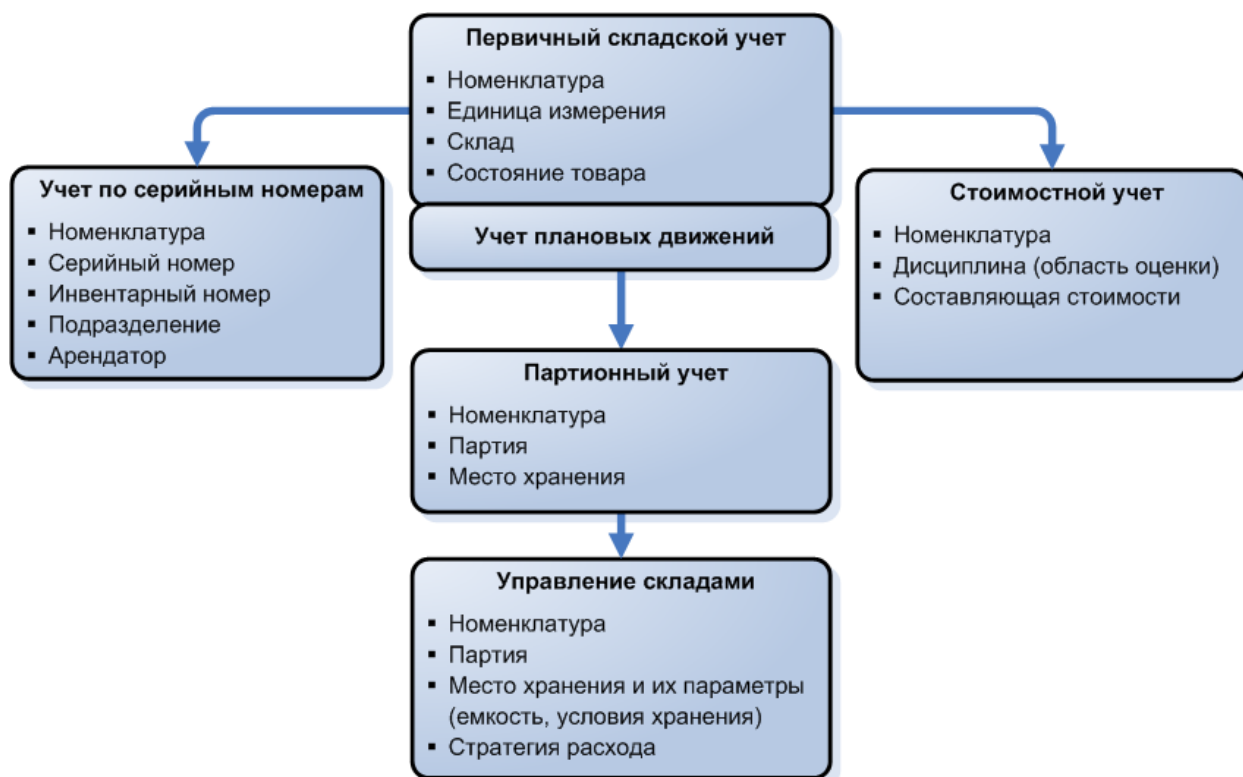 Первичный складской учет
▪ Номенклатура
▪ Единица измерения
▪ Склад
▪ Состояние товара
Учет плановых движений
Учет по серийным номерам
▪ Номенклатура
▪ Серийный номер
▪ Инвентарный номер
▪ Подразделение
▪ Арендатор
Стоимостной учет
▪ Номенклатура
▪ Дисциплина (область оценки)
▪ Составляющая стоимости
Партионный учет
▪ Номенклатура
▪ Партия
▪ Место хранения
Управление складами
▪ Номенклатура
▪ Партия
▪ Место хранения и их параметры
(емкость, условия хранения)
▪ Стратегия расхода